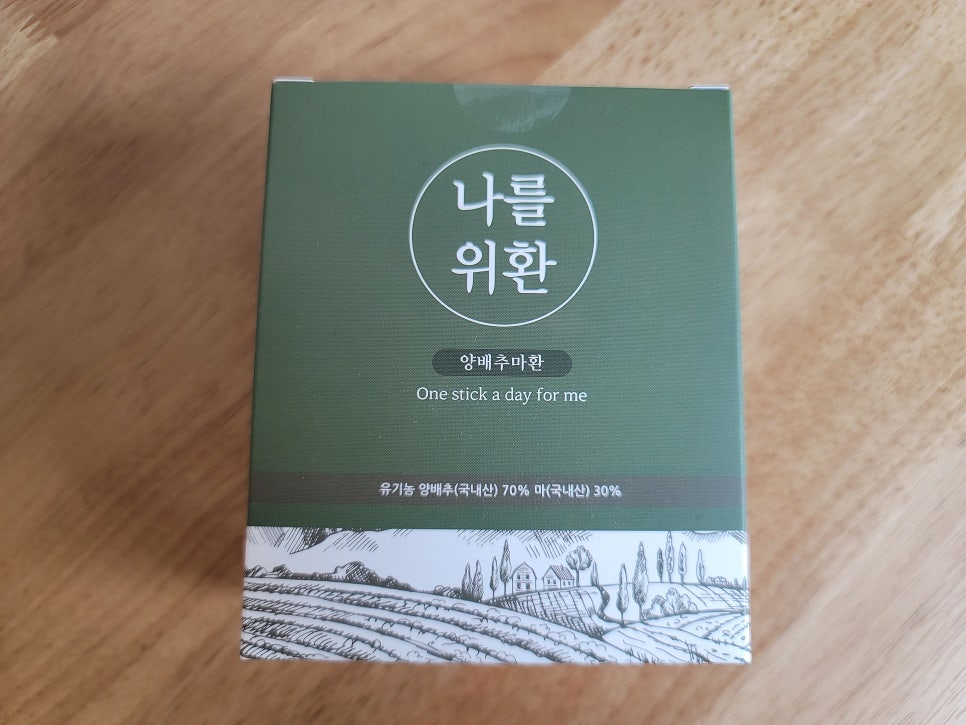 나를
위환
양배추마환
One stick a day for me
유기농 양배추(국내산) 70% 마(국내산) 30%